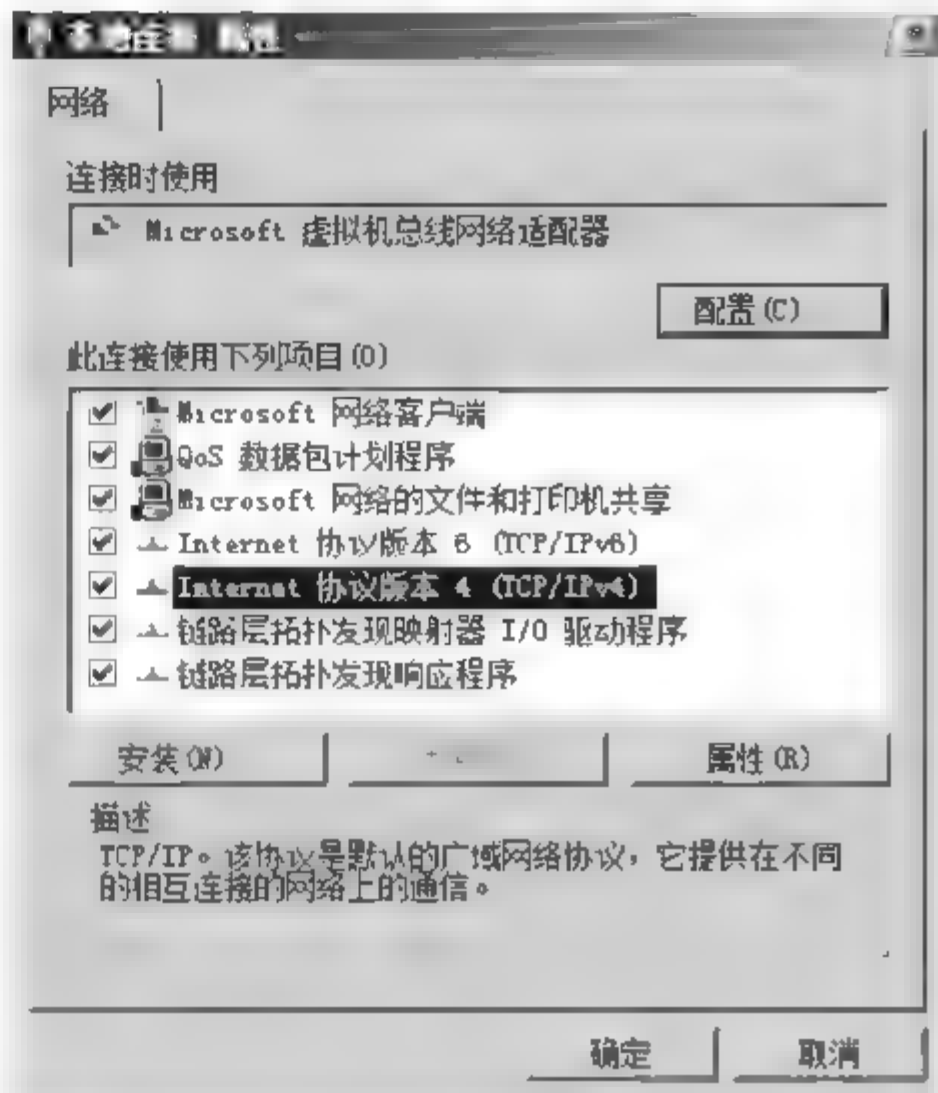 本地连接 属性
网络
连接时使用
Microsoft 虚拟机总线网络适配器
配置(C)
此连接使用下列项目(O)
Microsoft 网络客户端
QoS 数据包计划程序
Microsoft 网络的文件和打印机共享
Internet 协议版本 6 (TCP/IPv6)
Internet 协议版本 4 (TCP/IPv4)
链路层拓扑发现映射器 I/O 驱动程序
链路层拓扑发现响应程序
安装(N)
属性(R)
描述
TCP/IP。该协议是默认的广域网络协议，它提供在不同
的相互连接的网络上的通信。
确定
取消